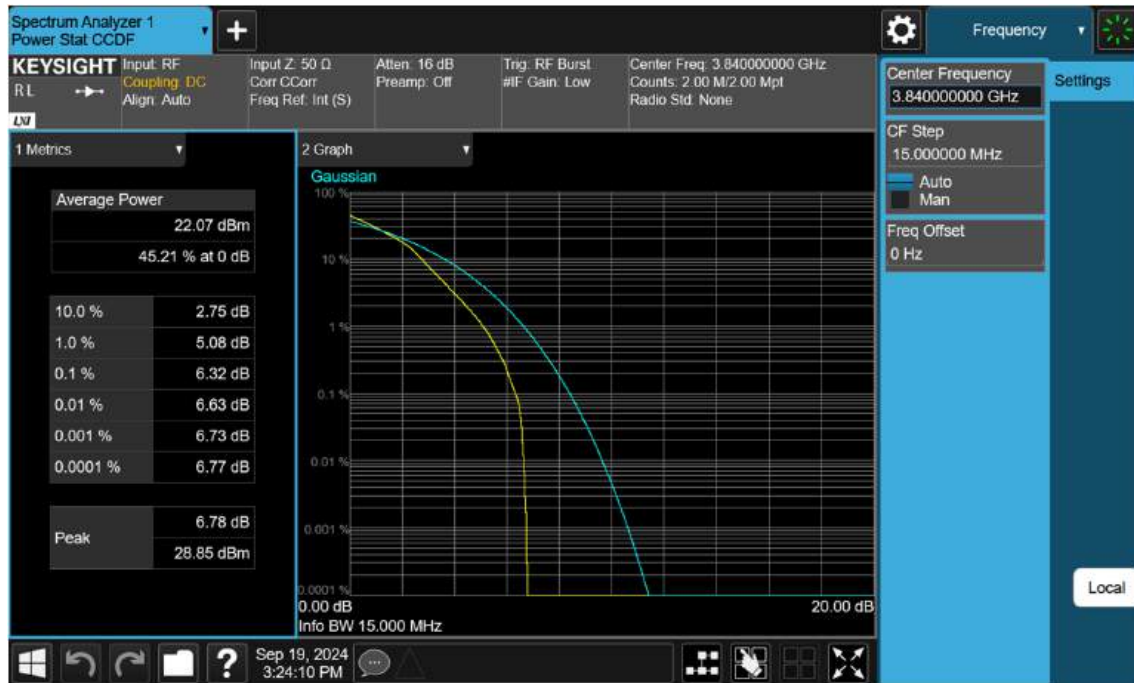 Spectrum Analyzer 1
Power Stat CCDF
Frequency
KEYSIGHT
RL
LXI
Input: RF
Coupling: DC
Align: Auto
Input Z: 50 Ω
Corr CCorr
Freq Ref: Int (S)
Atten: 16 dB
Preamp: Off
Trig: RF Burst
#IF Gain: Low
Center Freq: 3.840000000 GHz
Counts: 2.00 M/2.00 Mpt
Radio Std: None
Center Frequency
3.840000000 GHz
Settings
CF Step
15.000000 MHz
Auto
Man
Freq Offset
0 Hz
1 Metrics
Average Power
22.07 dBm
45.21 % at 0 dB
10.0 % 2.75 dB
1.0 % 5.08 dB
0.1 % 6.32 dB
0.01 % 6.63 dB
0.001 % 6.73 dB
0.0001 % 6.77 dB
Peak
6.78 dB
28.85 dBm
2 Graph
Gaussian
100 %
10 %
1 %
0.1 %
0.01 %
0.001 %
0.0001 %
0.00 dB 20.00 dB
Info BW 15.000 MHz
Local
?
Sep 19, 2024
3:24:10 PM